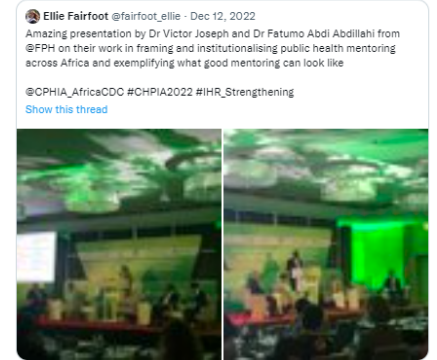 Ellie Fairfoot @fairfoot_ellie · Dec 12, 2022
Amazing presentation by Dr Victor Joseph and Dr Fatumo Abdi Abdillahi from
@FPH on their work in framing and institutionalising public health mentoring
across Africa and exemplifying what good mentoring can look like
@CPHIA_AfricaCDC #CHPIA2022 #IHR_Strengthening
Show this thread